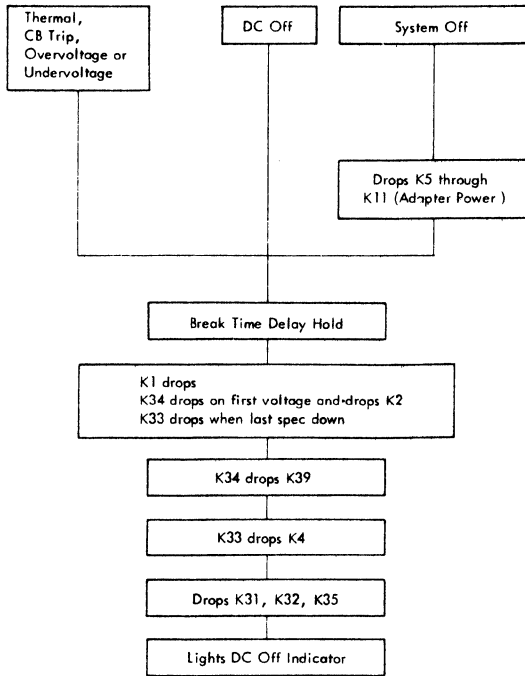 Thermal,
CB Trip,
Overvoltage or
Undervoltage
DC Off
System Off
Drops K5 through
K11 (Adapter Power )
Break Time Delay Hold
K1 drops
K34 drops on first voltage and-drops K2
K33 drops when last spec down
K34 drops K39
K33 drops K4
Drops K31, K32, K35
Lights DC Off Indicator